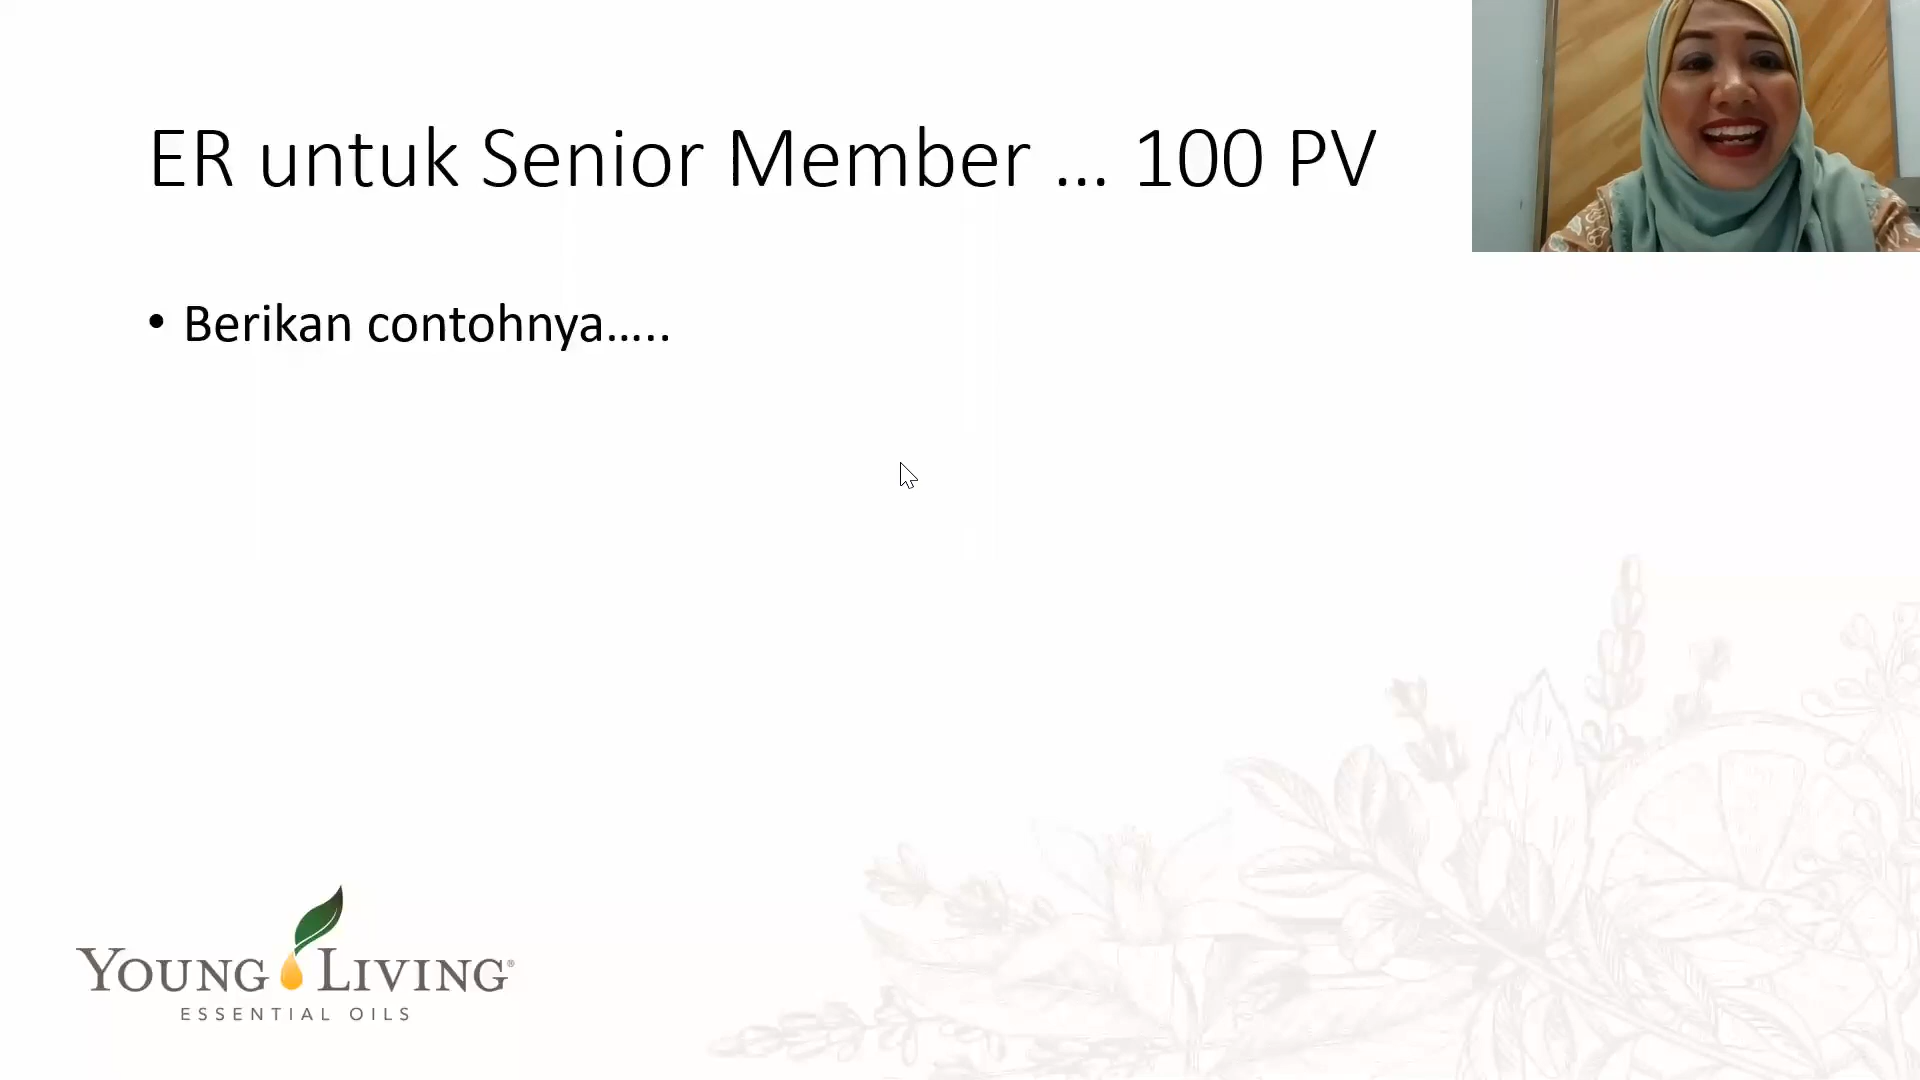 ER untuk Senior Member … 100 PV
• Berikan contohnya…..
YOUNG LIVING®
ESSENTIAL OILS